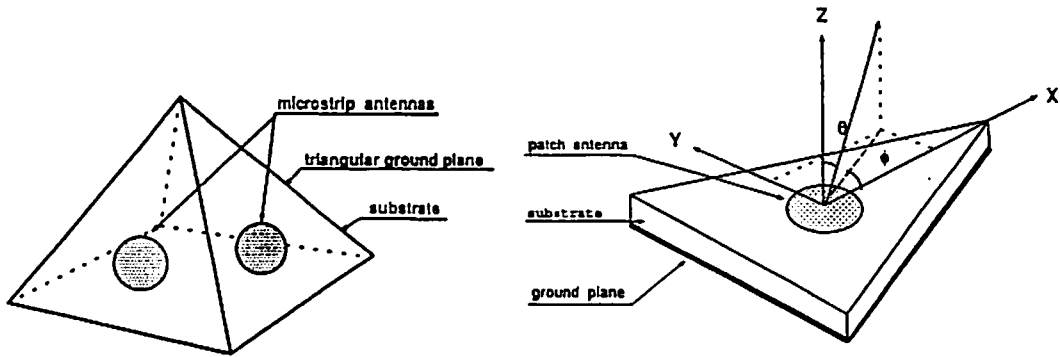 microstrip antennas
triangular ground plane
substrate
Z
X
Y
θ
ϕ
patch antenna
substrate
ground plane